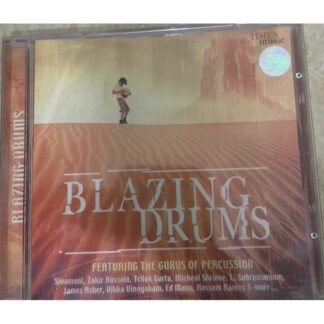 TIMES
music
BLAZING DRUMS
BLAZING
DRUMS
FEATURING THE GURUS OF PERCUSSION
Sivamani, Zakir Hussain, Trilok Gurtu, Micheal Shrieve, L. Subramaniam,
James Asher, Vikku Vinayakam, Ed Mann, Hossam Ramzy & more...